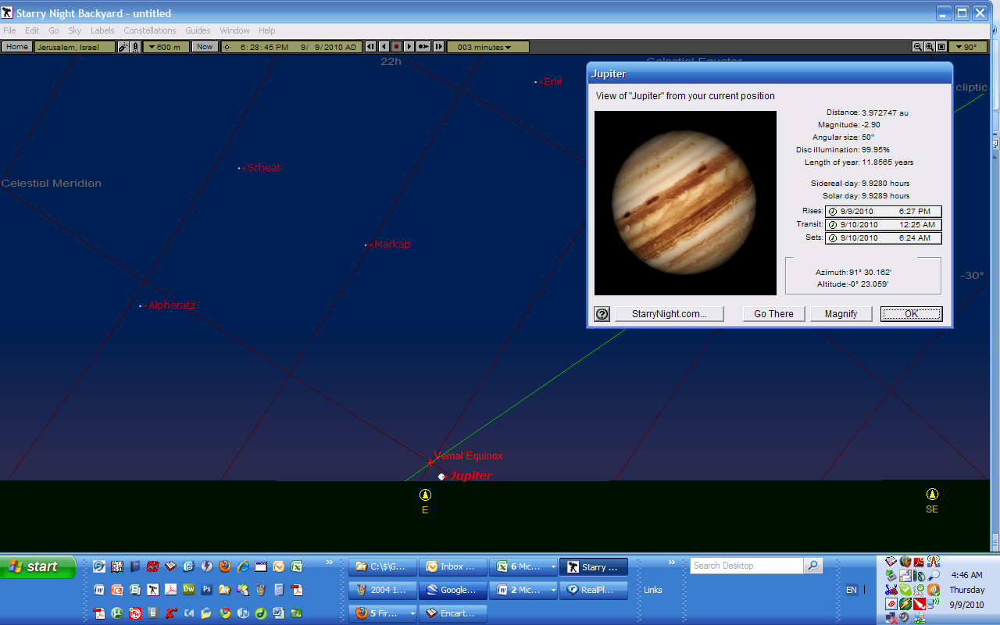 Starry Night Backyard - untitled
File Edit Go Sky Labels Constellations Guides Window Help
Home Jerusalem, Israel 600 m Now 6:28:45 PM 9/ 9/2010 AD 003 minutes 90°
22h
Celestial Equator
Enif
Ecliptic
Scheat
Celestial Meridian
Markab
Alpheratz
-30°
Vernal Equinox
Jupiter
E
SE
Jupiter
View of "Jupiter" from your current position
Distance: 3.972747 au
Magnitude: -2.90
Angular size: 50"
Disc illumination: 99.95%
Length of year: 11.8565 years
Sidereal day: 9.9280 hours
Solar day: 9.9289 hours
Rises: 9/9/2010 6:27 PM
Transit: 9/10/2010 12:25 AM
Sets: 9/10/2010 6:24 AM
Azimuth: 91° 30.162'
Altitude: -0° 23.059'
StarryNight.com... Go There Magnify OK
start
C:\$\G... Inbox ... 6 Mic... Starry ...
2004 1... Google... 2 Mic... RealPl...
5 Fir... Encart...
Links
Search Desktop
EN
4:46 AM
Thursday
9/9/2010